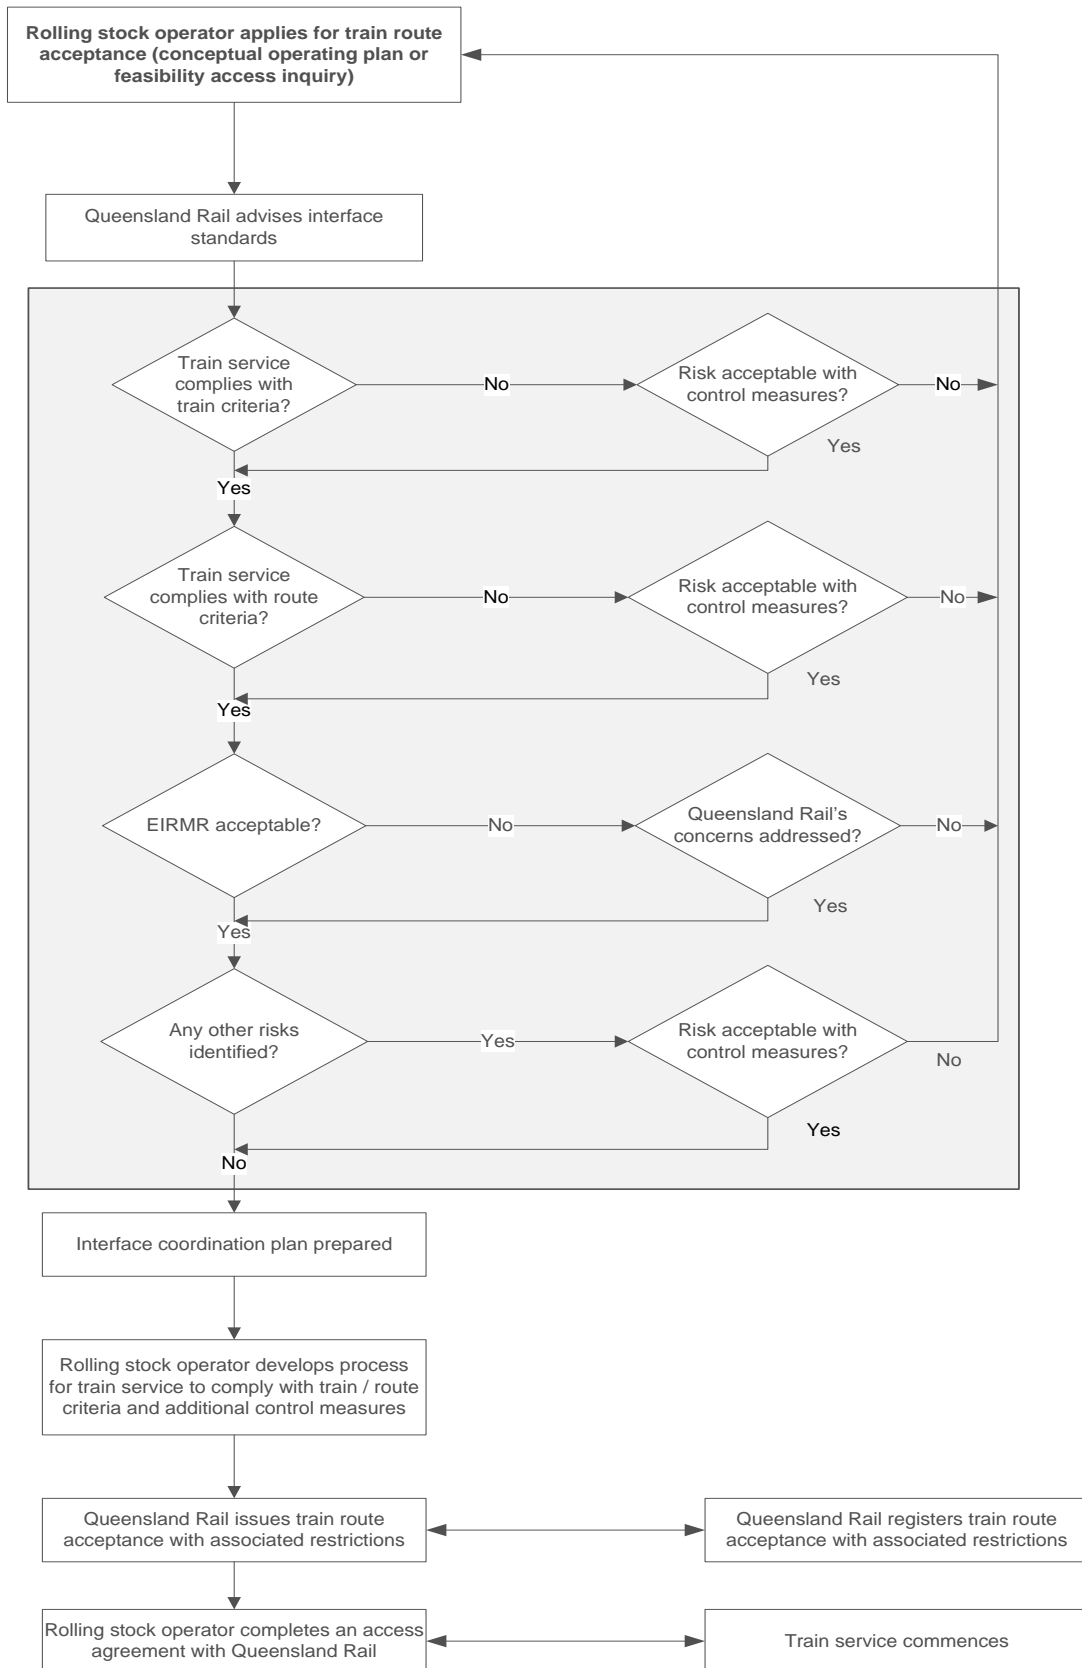 Rolling stock operator applies for train route
acceptance (conceptual operating plan or
feasibility access inquiry)
Queensland Rail advises interface
standards
Train service
complies with
train criteria?
No
Risk acceptable with
control measures?
No
Yes
Yes
Train service
complies with route
criteria?
No
Risk acceptable with
control measures?
No
Yes
Yes
EIRMR acceptable?
No
Queensland Rail's
concerns addressed?
No
Yes
Yes
Any other risks
identified?
Yes
Risk acceptable with
control measures?
No
Yes
No
Interface coordination plan prepared
Rolling stock operator develops process
for train service to comply with train / route
criteria and additional control measures
Queensland Rail issues train route
acceptance with associated restrictions
Queensland Rail registers train route
acceptance with associated restrictions
Rolling stock operator completes an access
agreement with Queensland Rail
Train service commences